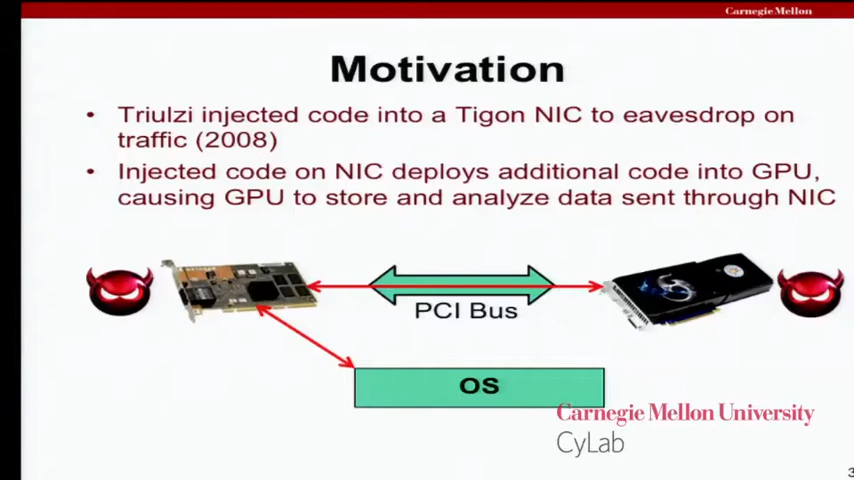 Carnegie Mellon
Motivation
• Triulzi injected code into a Tigon NIC to eavesdrop on
traffic (2008)
• Injected code on NIC deploys additional code into GPU,
causing GPU to store and analyze data sent through NIC
PCI Bus
OS
Carnegie Mellon University
CyLab
3